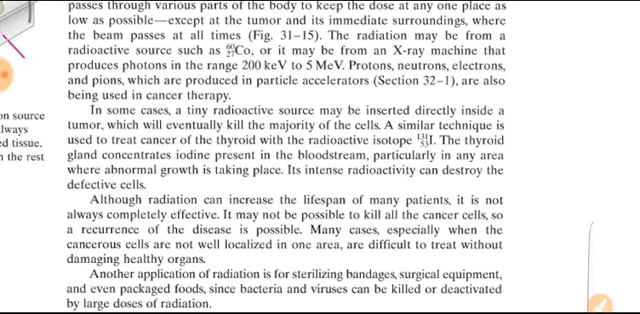 passes through various parts of the body to keep the dose at any one place as
low as possible—except at the tumor and its immediate surroundings, where
the beam passes at all times (Fig. 31–15). The radiation may be from a
radioactive source such as ⁶⁰₂₇Co, or it may be from an X-ray machine that
produces photons in the range 200 keV to 5 MeV. Protons, neutrons, electrons,
and pions, which are produced in particle accelerators (Section 32–1), are also
being used in cancer therapy.
In some cases, a tiny radioactive source may be inserted directly inside a
tumor, which will eventually kill the majority of the cells. A similar technique is
used to treat cancer of the thyroid with the radioactive isotope ¹³¹₅₃I. The thyroid
gland concentrates iodine present in the bloodstream, particularly in any area
where abnormal growth is taking place. Its intense radioactivity can destroy the
defective cells.
Although radiation can increase the lifespan of many patients, it is not
always completely effective. It may not be possible to kill all the cancer cells, so
a recurrence of the disease is possible. Many cases, especially when the
cancerous cells are not well localized in one area, are difficult to treat without
damaging healthy organs.
Another application of radiation is for sterilizing bandages, surgical equipment,
and even packaged foods, since bacteria and viruses can be killed or deactivated
by large doses of radiation.
on source
lways
ed tissue,
n the rest